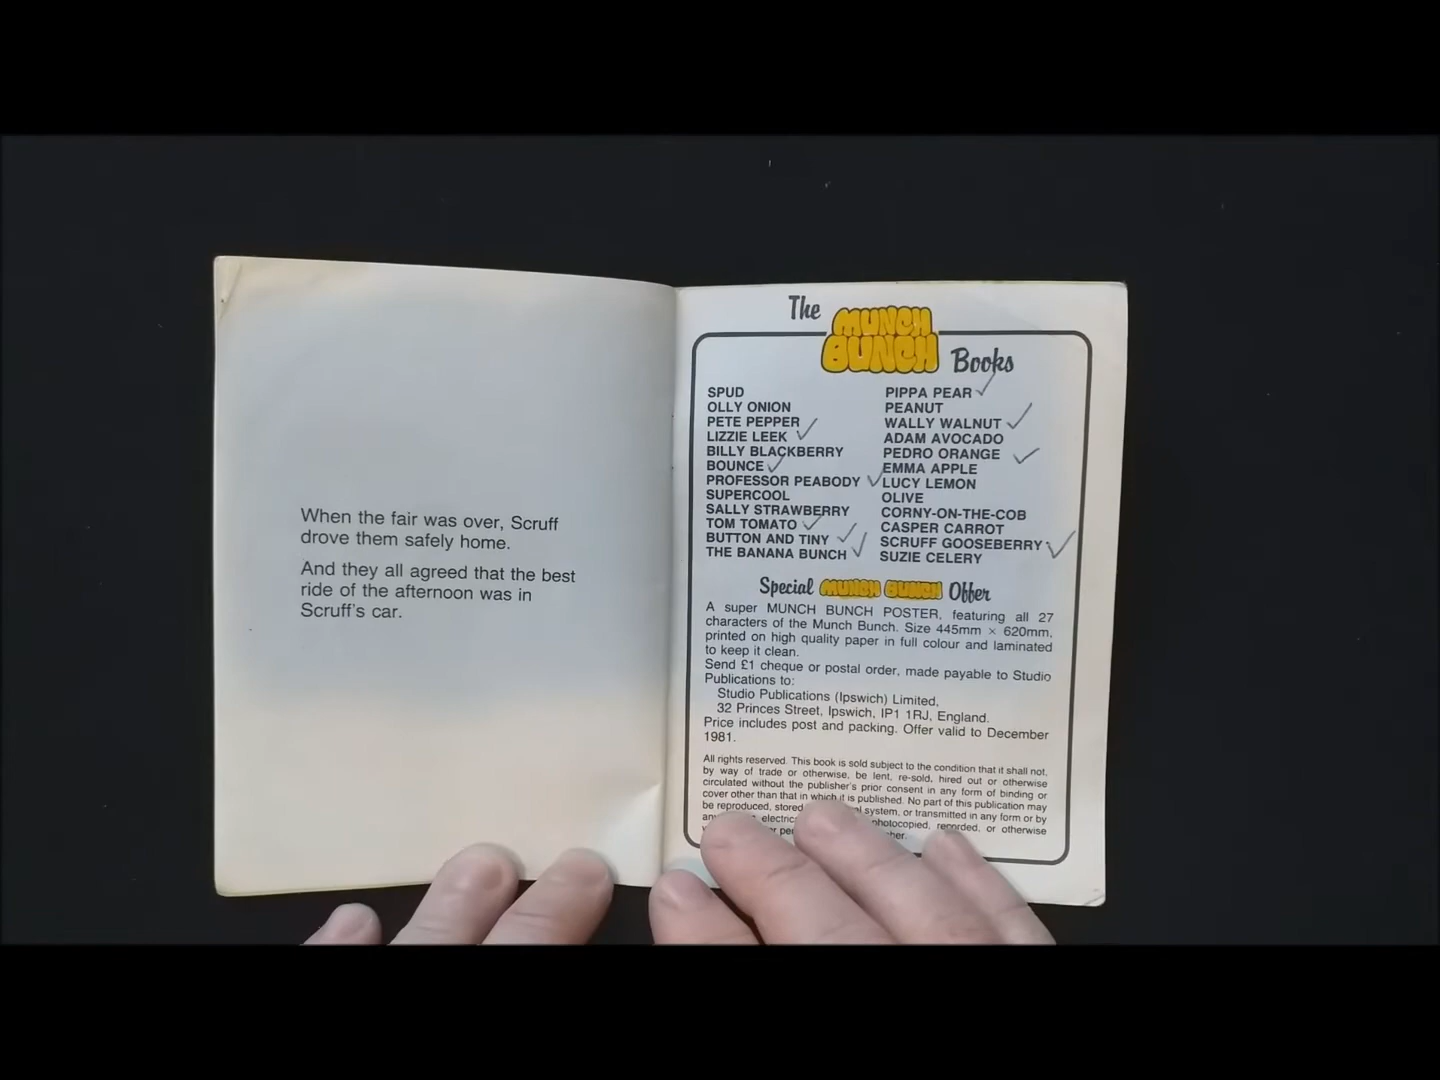 When the fair was over, Scruff
drove them safely home.
And they all agreed that the best
ride of the afternoon was in
Scruff's car.
The MUNCH BUNCH Books
SPUD
OLLY ONION
PETE PEPPER
LIZZIE LEEK
BILLY BLACKBERRY
BOUNCE
PROFESSOR PEABODY
SUPERCOOL
SALLY STRAWBERRY
TOM TOMATO
BUTTON AND TINY
THE BANANA BUNCH
PIPPA PEAR
PEANUT
WALLY WALNUT
ADAM AVOCADO
PEDRO ORANGE
EMMA APPLE
LUCY LEMON
OLIVE
CORNY-ON-THE-COB
CASPER CARROT
SCRUFF GOOSEBERRY
SUZIE CELERY
Special MUNCH BUNCH Offer
A super MUNCH BUNCH POSTER, featuring all 27
characters of the Munch Bunch. Size 445mm × 620mm,
printed on high quality paper in full colour and laminated
to keep it clean.
Send £1 cheque or postal order, made payable to Studio
Publications to:
Studio Publications (Ipswich) Limited,
32 Princes Street, Ipswich, IP1 1RJ, England.
Price includes post and packing. Offer valid to December
1981.
All rights reserved. This book is sold subject to the condition that it shall not,
by way of trade or otherwise, be lent, re-sold, hired out or otherwise
circulated without the publisher's prior consent in any form of binding or
cover other than that in which it is published. No part of this publication may
be reproduced, stored system, or transmitted in any form or by
photocopied, recorded, or otherwise